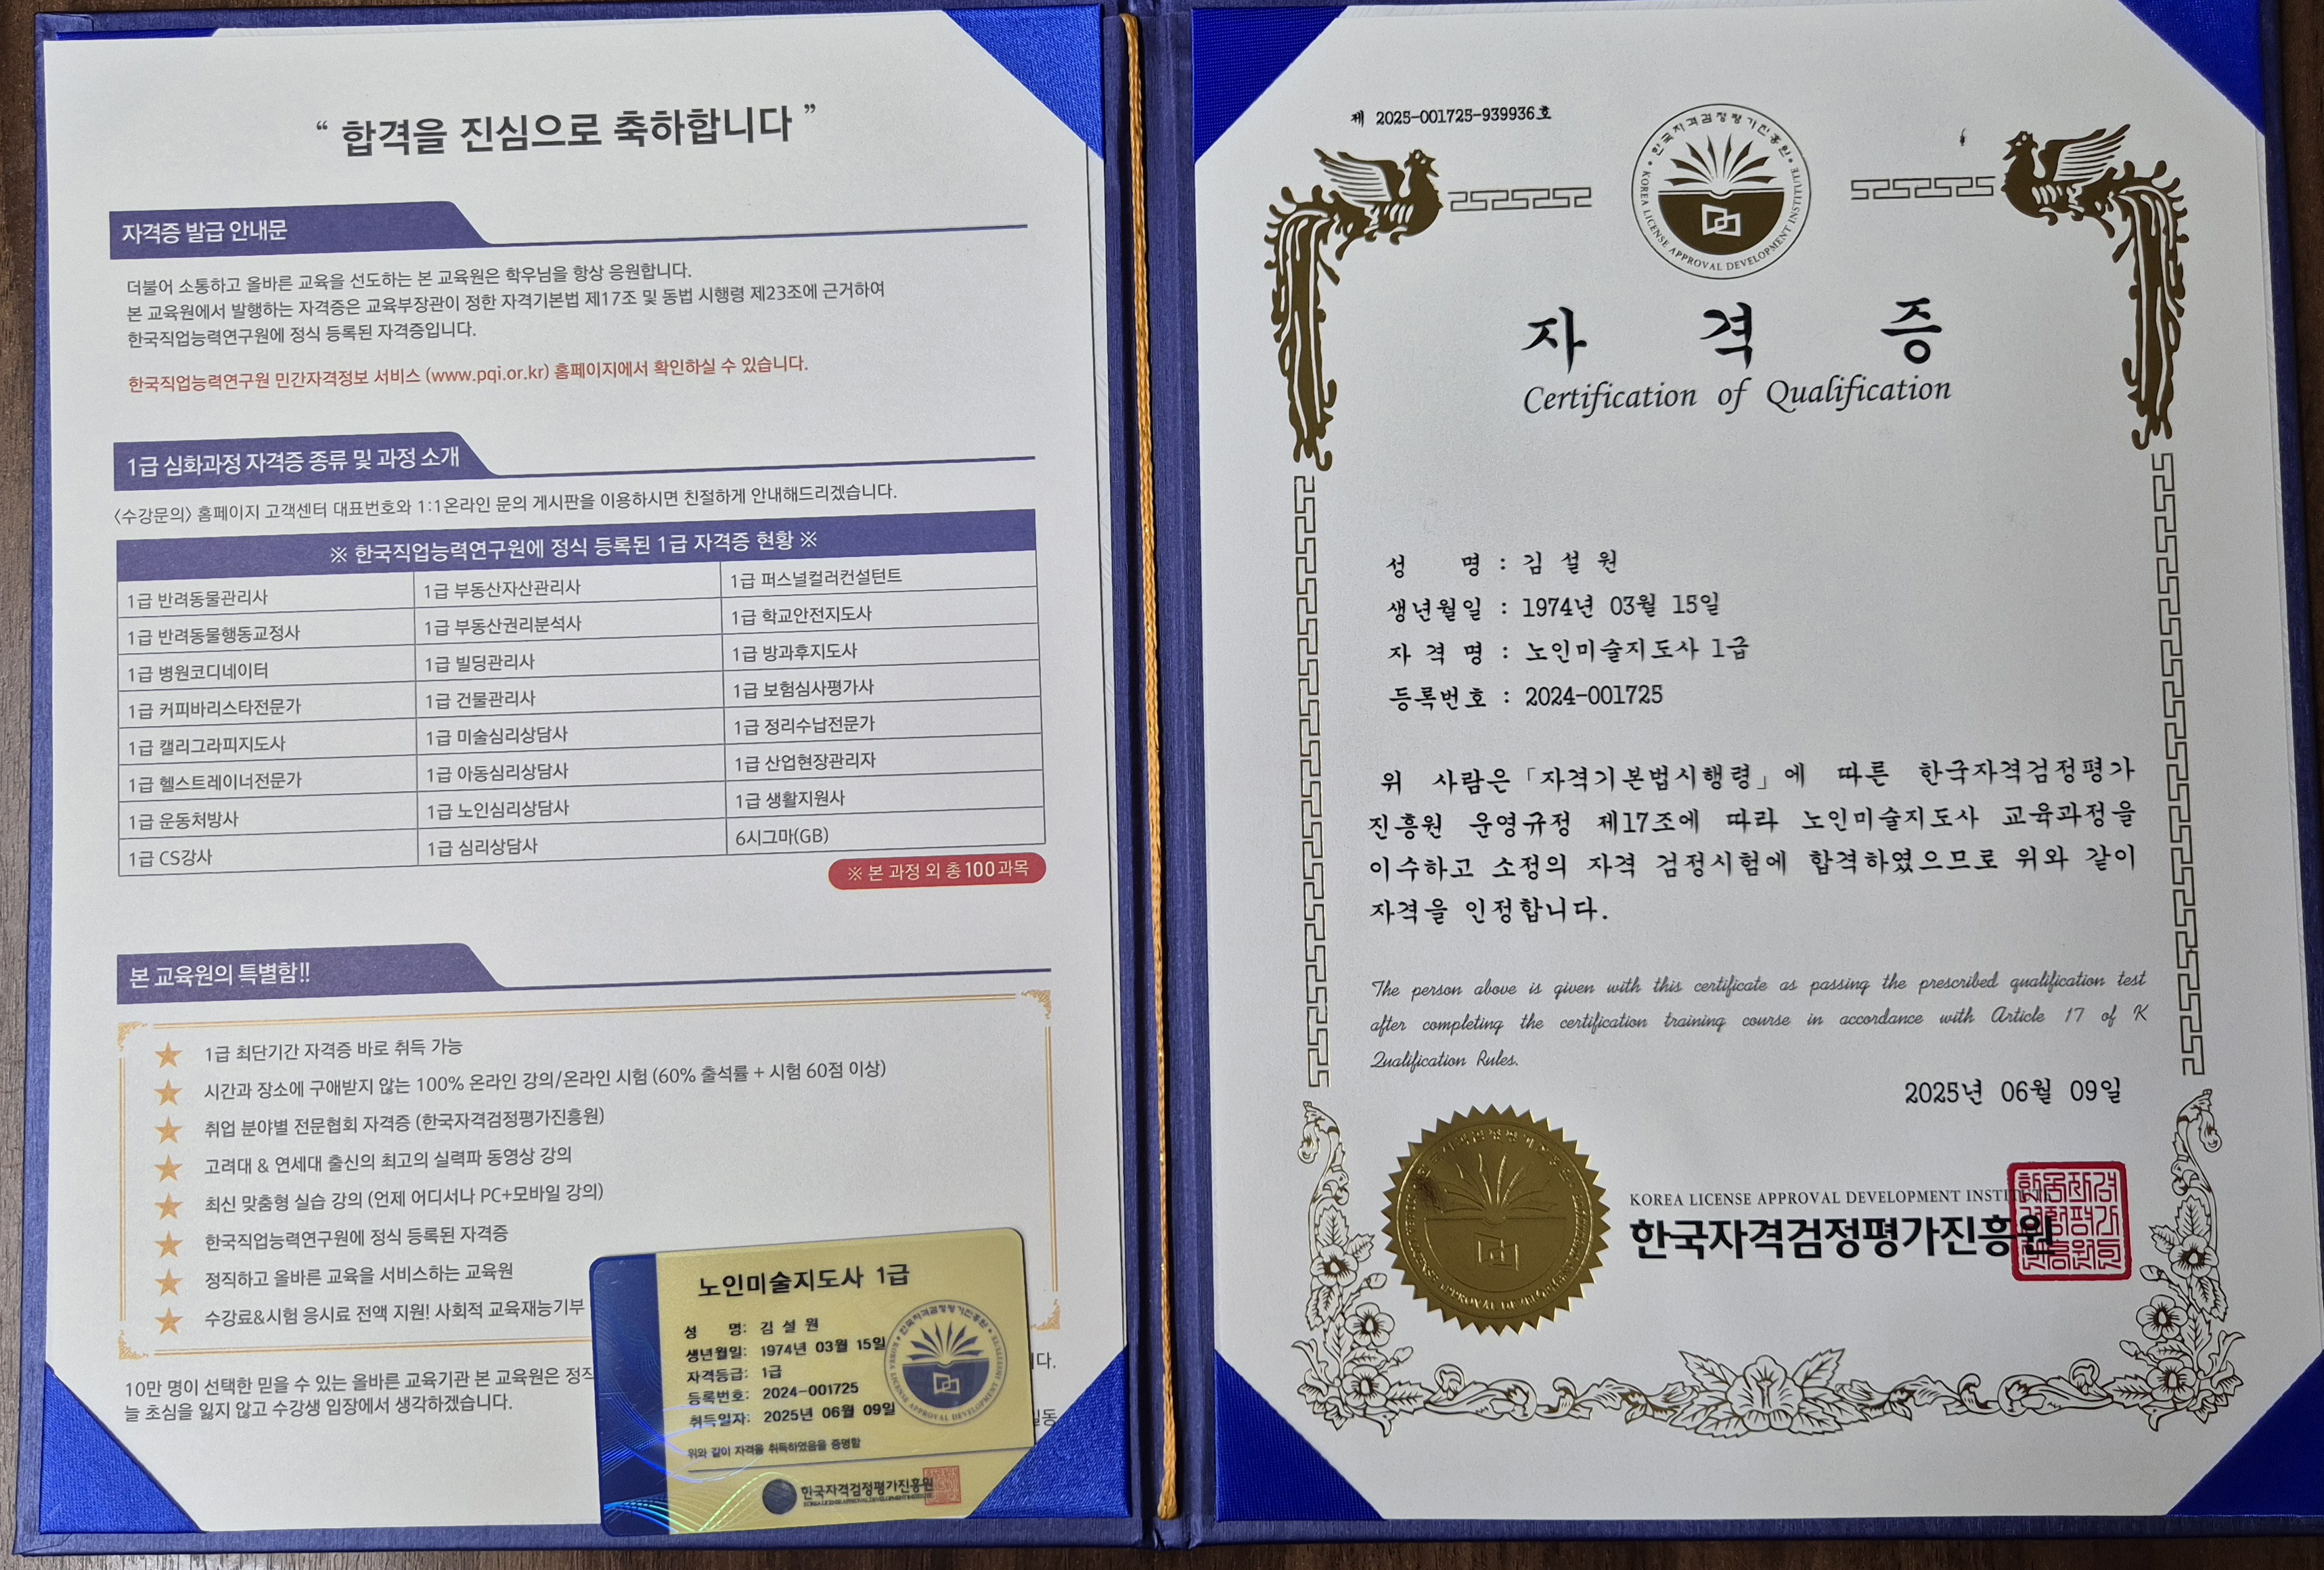 “ 합격을 진심으로 축하합니다 ”
자격증 발급 안내문
더불어 소통하고 올바른 교육을 선도하는 본 교육원은 학우님을 항상 응원합니다.
본 교육원에서 발행하는 자격증은 교육부장관이 정한 자격기본법 제17조 및 동법 시행령 제23조에 근거하여
한국직업능력연구원에 정식 등록된 자격증입니다.
한국직업능력연구원 민간자격정보 서비스 (www.pqi.or.kr) 홈페이지에서 확인하실 수 있습니다.
1급 심화과정 자격증 종류 및 과정 소개
〈수강문의〉 홈페이지 고객센터 대표번호와 1:1온라인 문의 게시판을 이용하시면 친절하게 안내해드리겠습니다.
※ 한국직업능력연구원에 정식 등록된 1급 자격증 현황 ※
1급 반려동물관리사 1급 부동산자산관리사 1급 퍼스널컬러컨설턴트
1급 반려동물행동교정사 1급 부동산권리분석사 1급 학교안전지도사
1급 병원코디네이터 1급 빌딩관리사 1급 방과후지도사
1급 커피바리스타전문가 1급 건물관리사 1급 보험심사평가사
1급 캘리그라피지도사 1급 미술심리상담사 1급 정리수납전문가
1급 헬스트레이너전문가 1급 아동심리상담사 1급 산업현장관리자
1급 운동처방사 1급 노인심리상담사 1급 생활지원사
1급 CS강사 1급 심리상담사 6시그마(GB)
※ 본 과정 외 총 100과목
본 교육원의 특별함!!
1급 최단기간 자격증 바로 취득 가능
시간과 장소에 구애받지 않는 100% 온라인 강의/온라인 시험 (60% 출석률 + 시험 60점 이상)
취업 분야별 전문협회 자격증 (한국자격검정평가진흥원)
고려대 & 연세대 출신의 최고의 실력파 동영상 강의
최신 맞춤형 실습 강의 (언제 어디서나 PC+모바일 강의)
한국직업능력연구원에 정식 등록된 자격증
정직하고 올바른 교육을 서비스하는 교육원
수강료&시험 응시료 전액 지원! 사회적 교육재능기부
10만 명이 선택한 믿을 수 있는 올바른 교육기관 본 교육원은 정직
늘 초심을 잃지 않고 수강생 입장에서 생각하겠습니다.
노인미술지도사 1급
성 명: 김 설 원
생년월일: 1974년 03월 15일
자격등급: 1급
등록번호: 2024-001725
취득일자: 2025년 06월 09일
위와 같이 자격을 취득하였음을 증명함
한국자격검정평가진흥원
KOREA LICENSE APPROVAL DEVELOPMENT INSTITUTE
한국자격검정평가진흥원
KOREA LICENSE APPROVAL DEVELOPMENT INSTITUTE
제 2025-001725-939936호
한국자격검정평가진흥원
KOREA LICENSE APPROVAL DEVELOPMENT INSTITUTE
자 격 증
Certification of Qualification
성 명 : 김 설 원
생년월일 : 1974년 03월 15일
자 격 명 : 노인미술지도사 1급
등록번호 : 2024-001725
위 사람은 「자격기본법시행령」에 따른 한국자격검정평가
진흥원 운영규정 제17조에 따라 노인미술지도사 교육과정을
이수하고 소정의 자격 검정시험에 합격하였으므로 위와 같이
자격을 인정합니다.
The person above is given with this certificate as passing the prescribed qualification test
after completing the certification training course in accordance with Article 17 of K
Qualification Rules.
2025년 06월 09일
KOREA LICENSE APPROVAL DEVELOPMENT INSTITUTE
한국자격검정평가진흥원